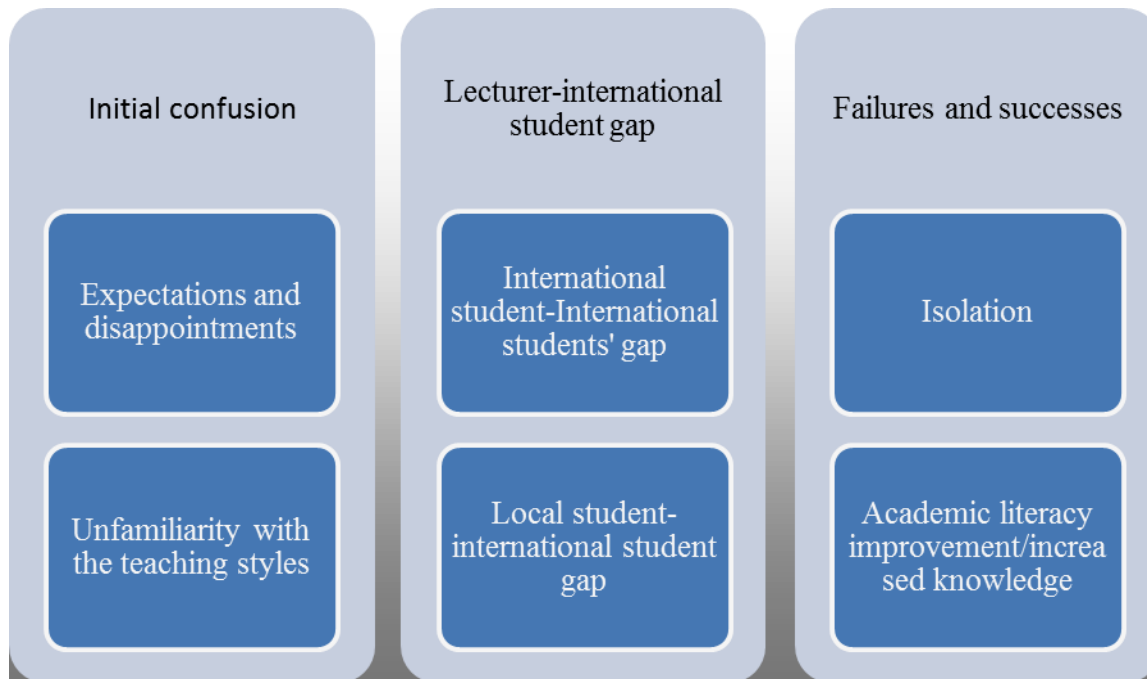 Initial confusion
Expectations and
disappointments
Unfamiliarity with
the teaching styles
Lecturer-international
student gap
International
student-International
students' gap
Local student-
international student
gap
Failures and successes
Isolation
Academic literacy
improvement/increa
sed knowledge